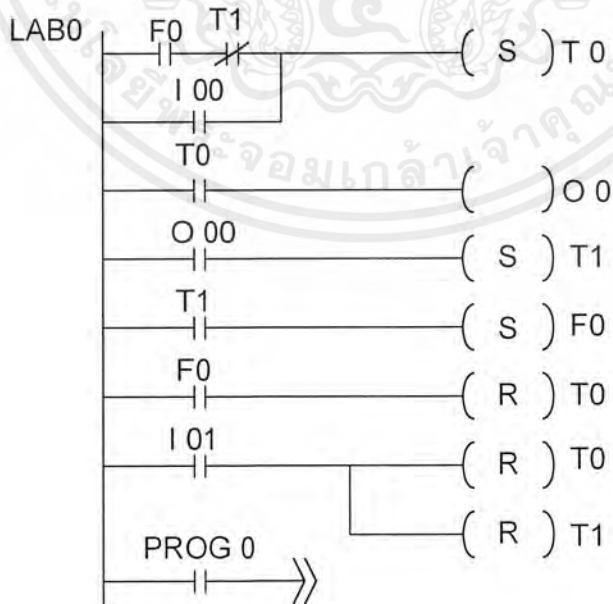 LAB0 F0 T1 ( S ) T 0
I 00
T0 ( ) O 0
O 00 ( S ) T1
T1 ( S ) F0
F0 ( R ) T0
I 01 ( R ) T0
( R ) T1
PROG 0